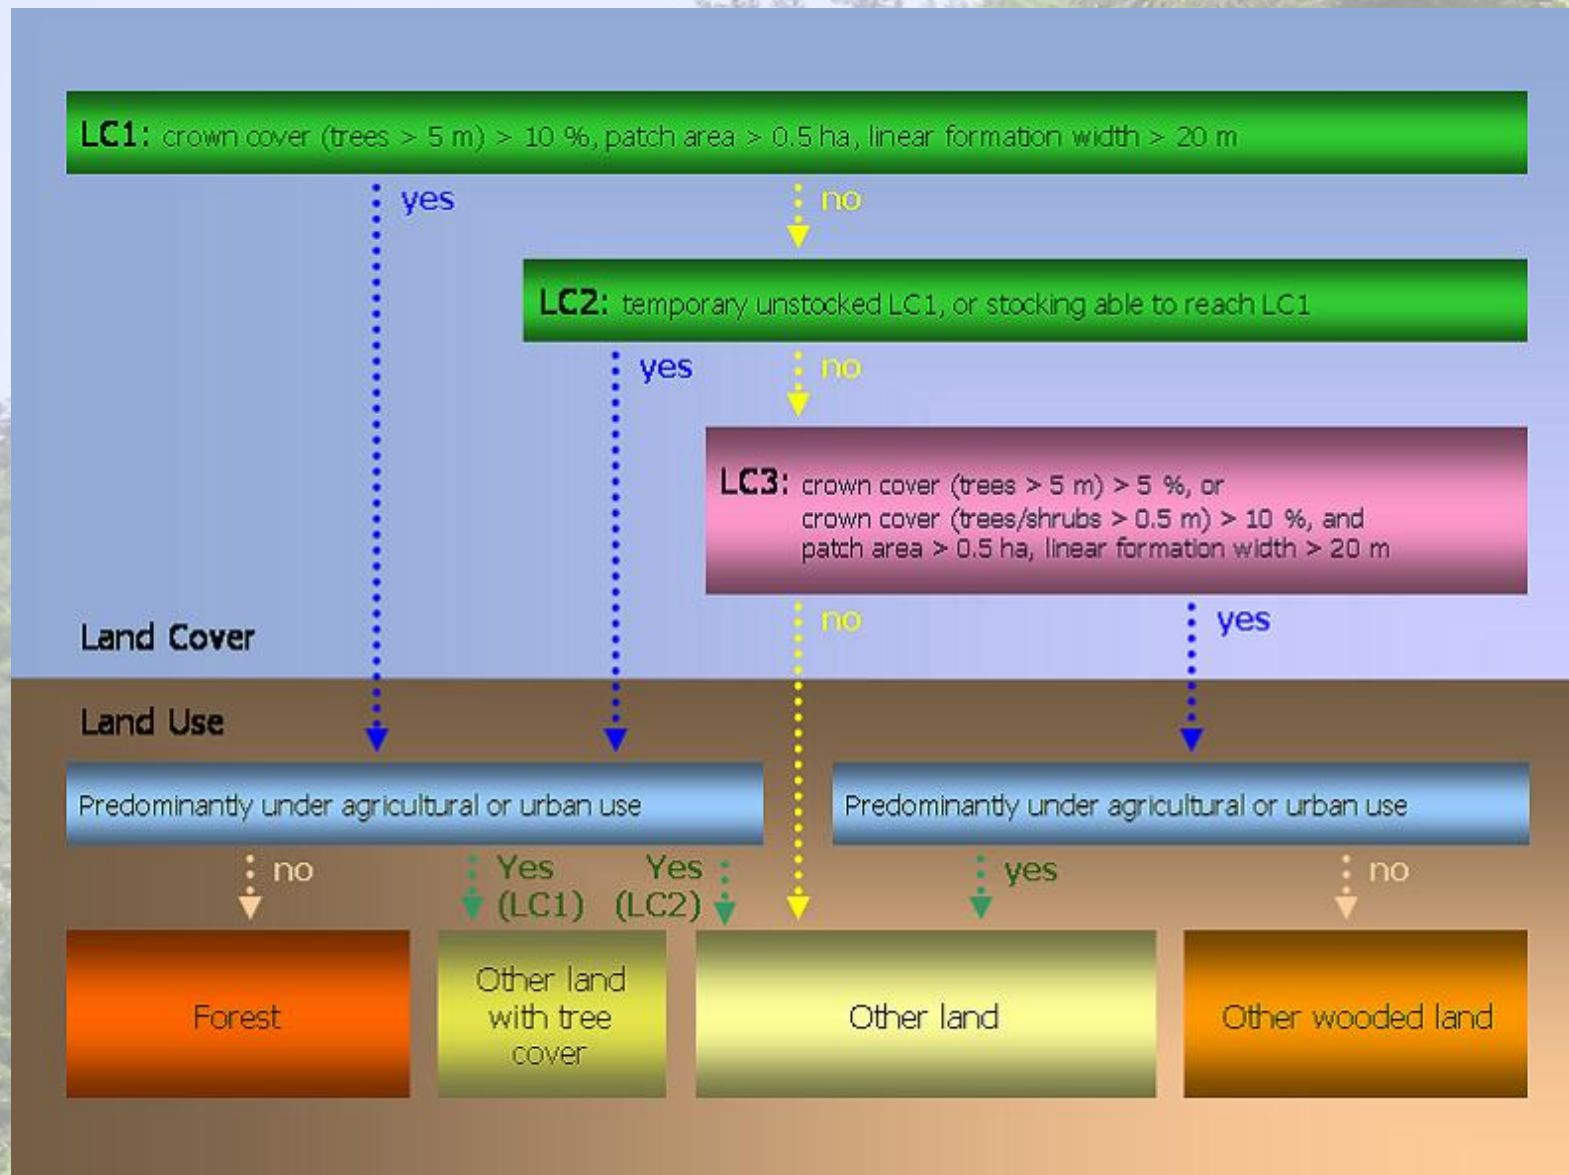 LC1: crown cover (trees > 5 m) > 10 %, patch area > 0.5 ha, linear formation width > 20 m
yes
no
LC2: temporary unstocked LC1, or stocking able to reach LC1
yes
no
LC3: crown cover (trees > 5 m) > 5 %, or
crown cover (trees/shrubs > 0.5 m) > 10 %, and
patch area > 0.5 ha, linear formation width > 20 m
no
yes
Land Cover
Land Use
Predominantly under agricultural or urban use
Predominantly under agricultural or urban use
no
Yes
(LC1)
Yes
(LC2)
yes
no
Forest
Other land
with tree
cover
Other land
Other wooded land